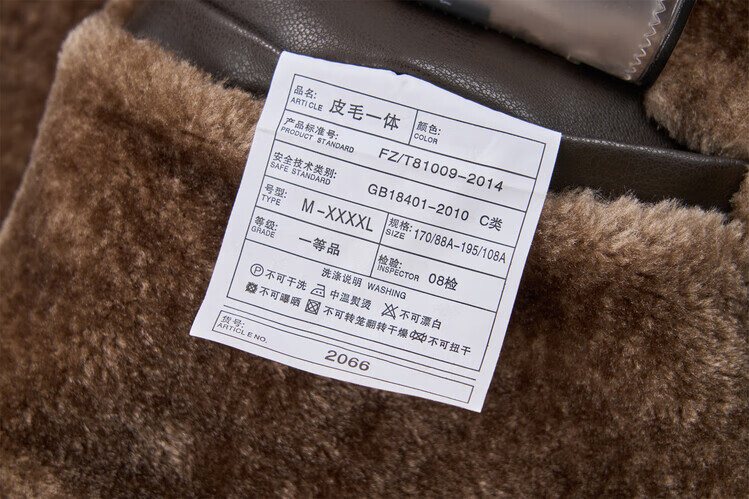 品名: 皮毛一体 颜色:
ARTICLE COLOR
产品标准号: FZ/T81009-2014
PRODUCT STANDARD
安全技术类别: GB18401-2010 C类
SAFE STANDARD
号型: M-XXXXL 规格: 170/88A-195/108A
TYPE SIZE
等级: 一等品 检验: 08检
GRADE INSPECTOR
洗涤说明 WASHING
不可干洗 中温熨烫 不可漂白
不可曝晒 不可转笼翻转干燥 不可扭干
货号: 2066
ARTICLE NO.